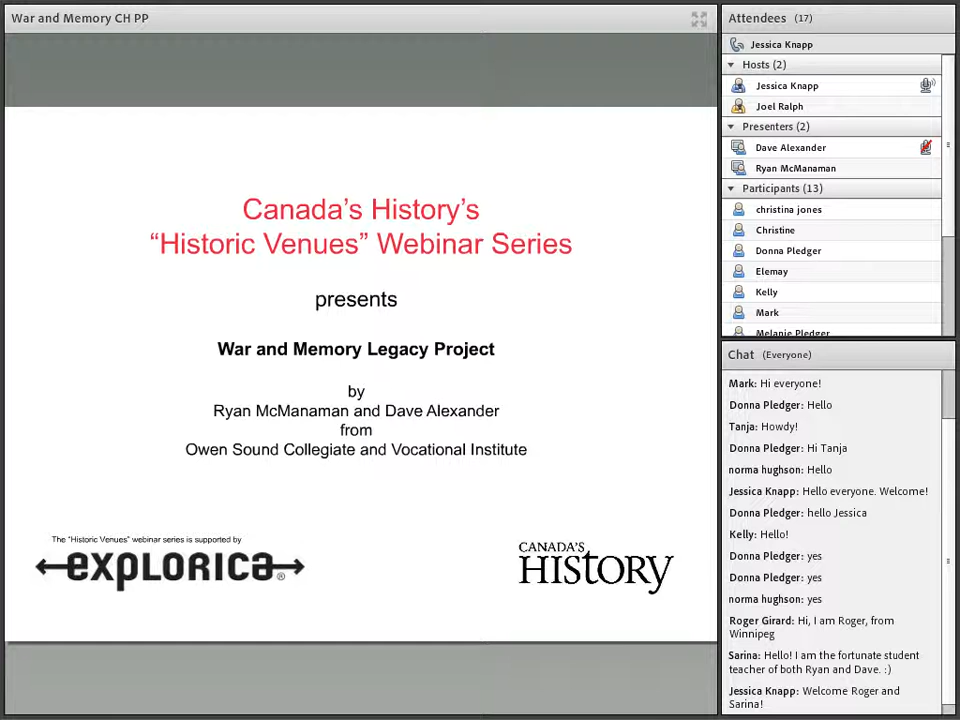 War and Memory CH PP
Canada's History's
“Historic Venues” Webinar Series
presents
War and Memory Legacy Project
by
Ryan McManaman and Dave Alexander
from
Owen Sound Collegiate and Vocational Institute
The "Historic Venues" webinar series is supported by
explorica®
CANADA'S
HISTORY
Attendees (17)
Jessica Knapp
Hosts (2)
Jessica Knapp
Joel Ralph
Presenters (2)
Dave Alexander
Ryan McManaman
Participants (13)
christina jones
Christine
Donna Pledger
Elemay
Kelly
Mark
Melanie Pledger
Chat (Everyone)
Mark: Hi everyone!
Donna Pledger: Hello
Tanja: Howdy!
Donna Pledger: Hi Tanja
norma hughson: Hello
Jessica Knapp: Hello everyone. Welcome!
Donna Pledger: hello Jessica
Kelly: Hello!
Donna Pledger: yes
Donna Pledger: yes
norma hughson: yes
Roger Girard: Hi, I am Roger, from
Winnipeg
Sarina: Hello! I am the fortunate student
teacher of both Ryan and Dave. :)
Jessica Knapp: Welcome Roger and
Sarina!